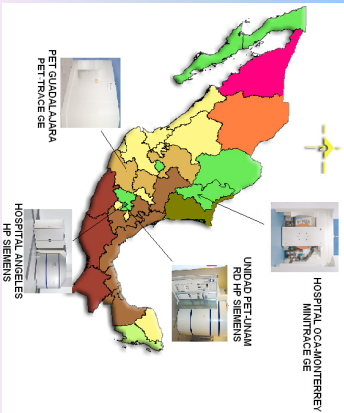 HOSPITAL OCA-MONTERREY
MINITRACE GE
UNIDAD PET-UNAM
RD HP SIEMENS
PET GUADALAJARA
PET-TRACE GE
HOSPITAL ANGELES
HP SIEMENS